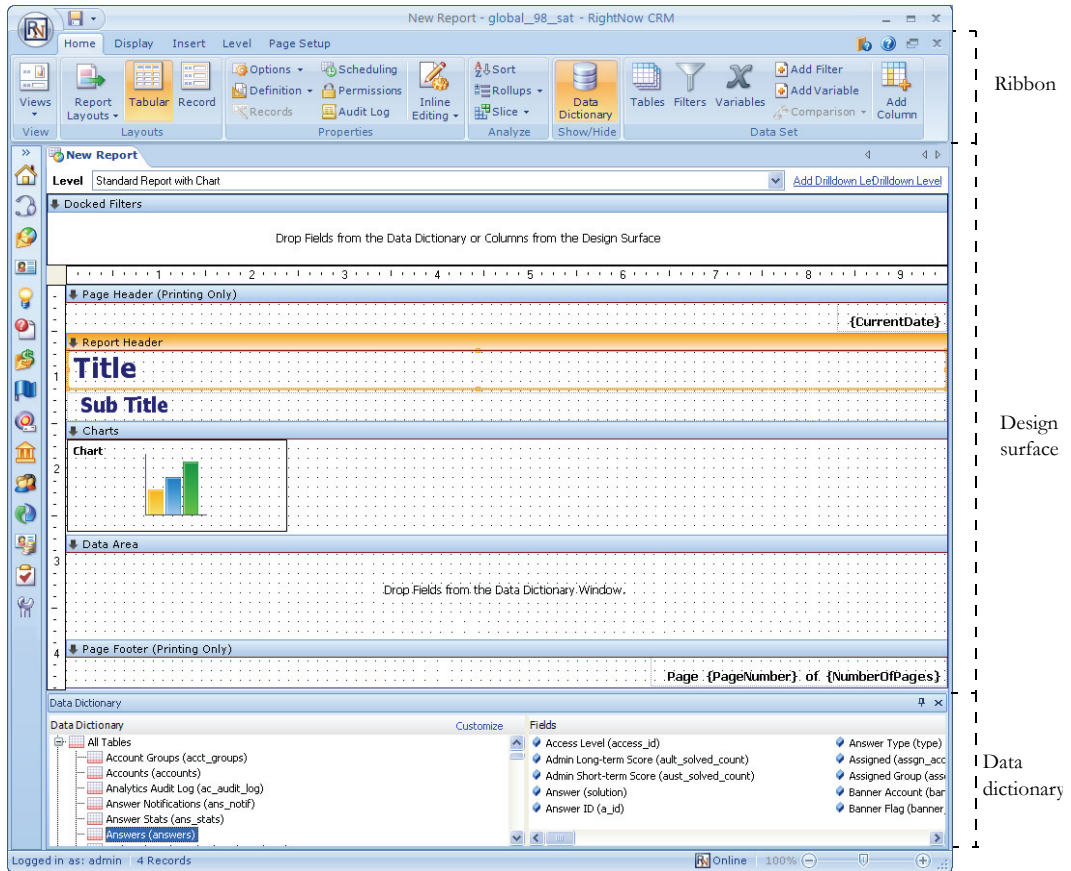 New Report - global_98_sat - RightNow CRM
Home Display Insert Level Page Setup
Ribbon
Views
View
Report Layouts
Tabular
Record
Layouts
Options
Definition
Records
Scheduling
Permissions
Audit Log
Inline Editing
Properties
Sort
Rollups
Slice
Analyze
Data Dictionary
Show/Hide
Tables
Filters
Variables
Add Filter
Add Variable
Comparison
Add Column
Data Set
New Report
Level Standard Report with Chart Add Drilldown LeDrilldown Level
Docked Filters
Drop Fields from the Data Dictionary or Columns from the Design Surface
1 2 3 4 5 6 7 8 9
Page Header (Printing Only)
{CurrentDate}
Report Header
1
Title
Sub Title
Charts
2
Chart
Design
surface
Data Area
3
Drop Fields from the Data Dictionary Window.
Page Footer (Printing Only)
4
Page {PageNumber} of {NumberOfPages}
Data Dictionary
Data Dictionary Customize
All Tables
Account Groups (acct_groups)
Accounts (accounts)
Analytics Audit Log (ac_audit_log)
Answer Notifications (ans_notif)
Answer Stats (ans_stats)
Answers (answers)
Fields
Access Level (access_id)
Admin Long-term Score (ault_solved_count)
Admin Short-term Score (aust_solved_count)
Answer (solution)
Answer ID (a_id)
Answer Type (type)
Assigned (assgn_acc
Assigned Group (ass
Banner Account (ban
Banner Flag (banner_
Data
dictionary
Logged in as: admin 4 Records Online 100%